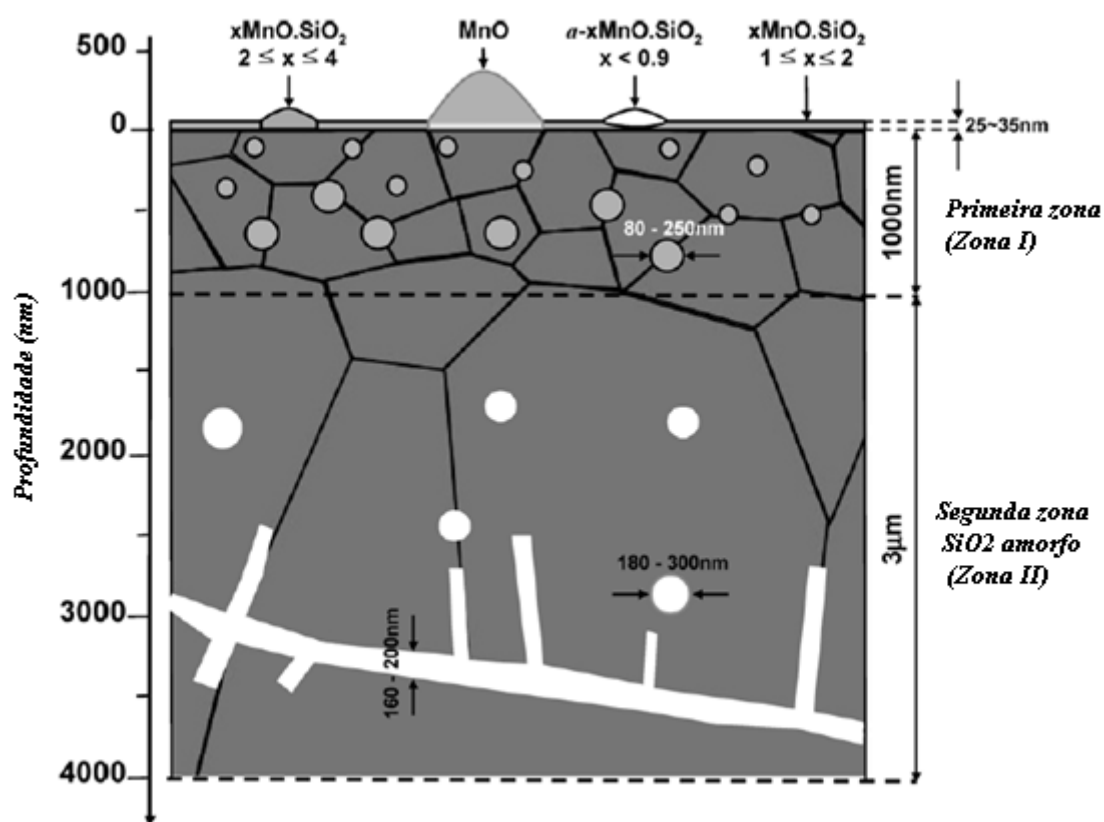 xMnO.SiO₂
2 ≤ x ≤ 4
MnO
a-xMnO.SiO₂
x < 0.9
xMnO.SiO₂
1 ≤ x ≤ 2
500
0
1000
2000
3000
4000
Profundidade (nm)
25~35nm
1000nm
Primeira zona
(Zona I)
80 - 250nm
3µm
Segunda zona
SiO2 amorfo
(Zona II)
180 - 300nm
160 - 200nm